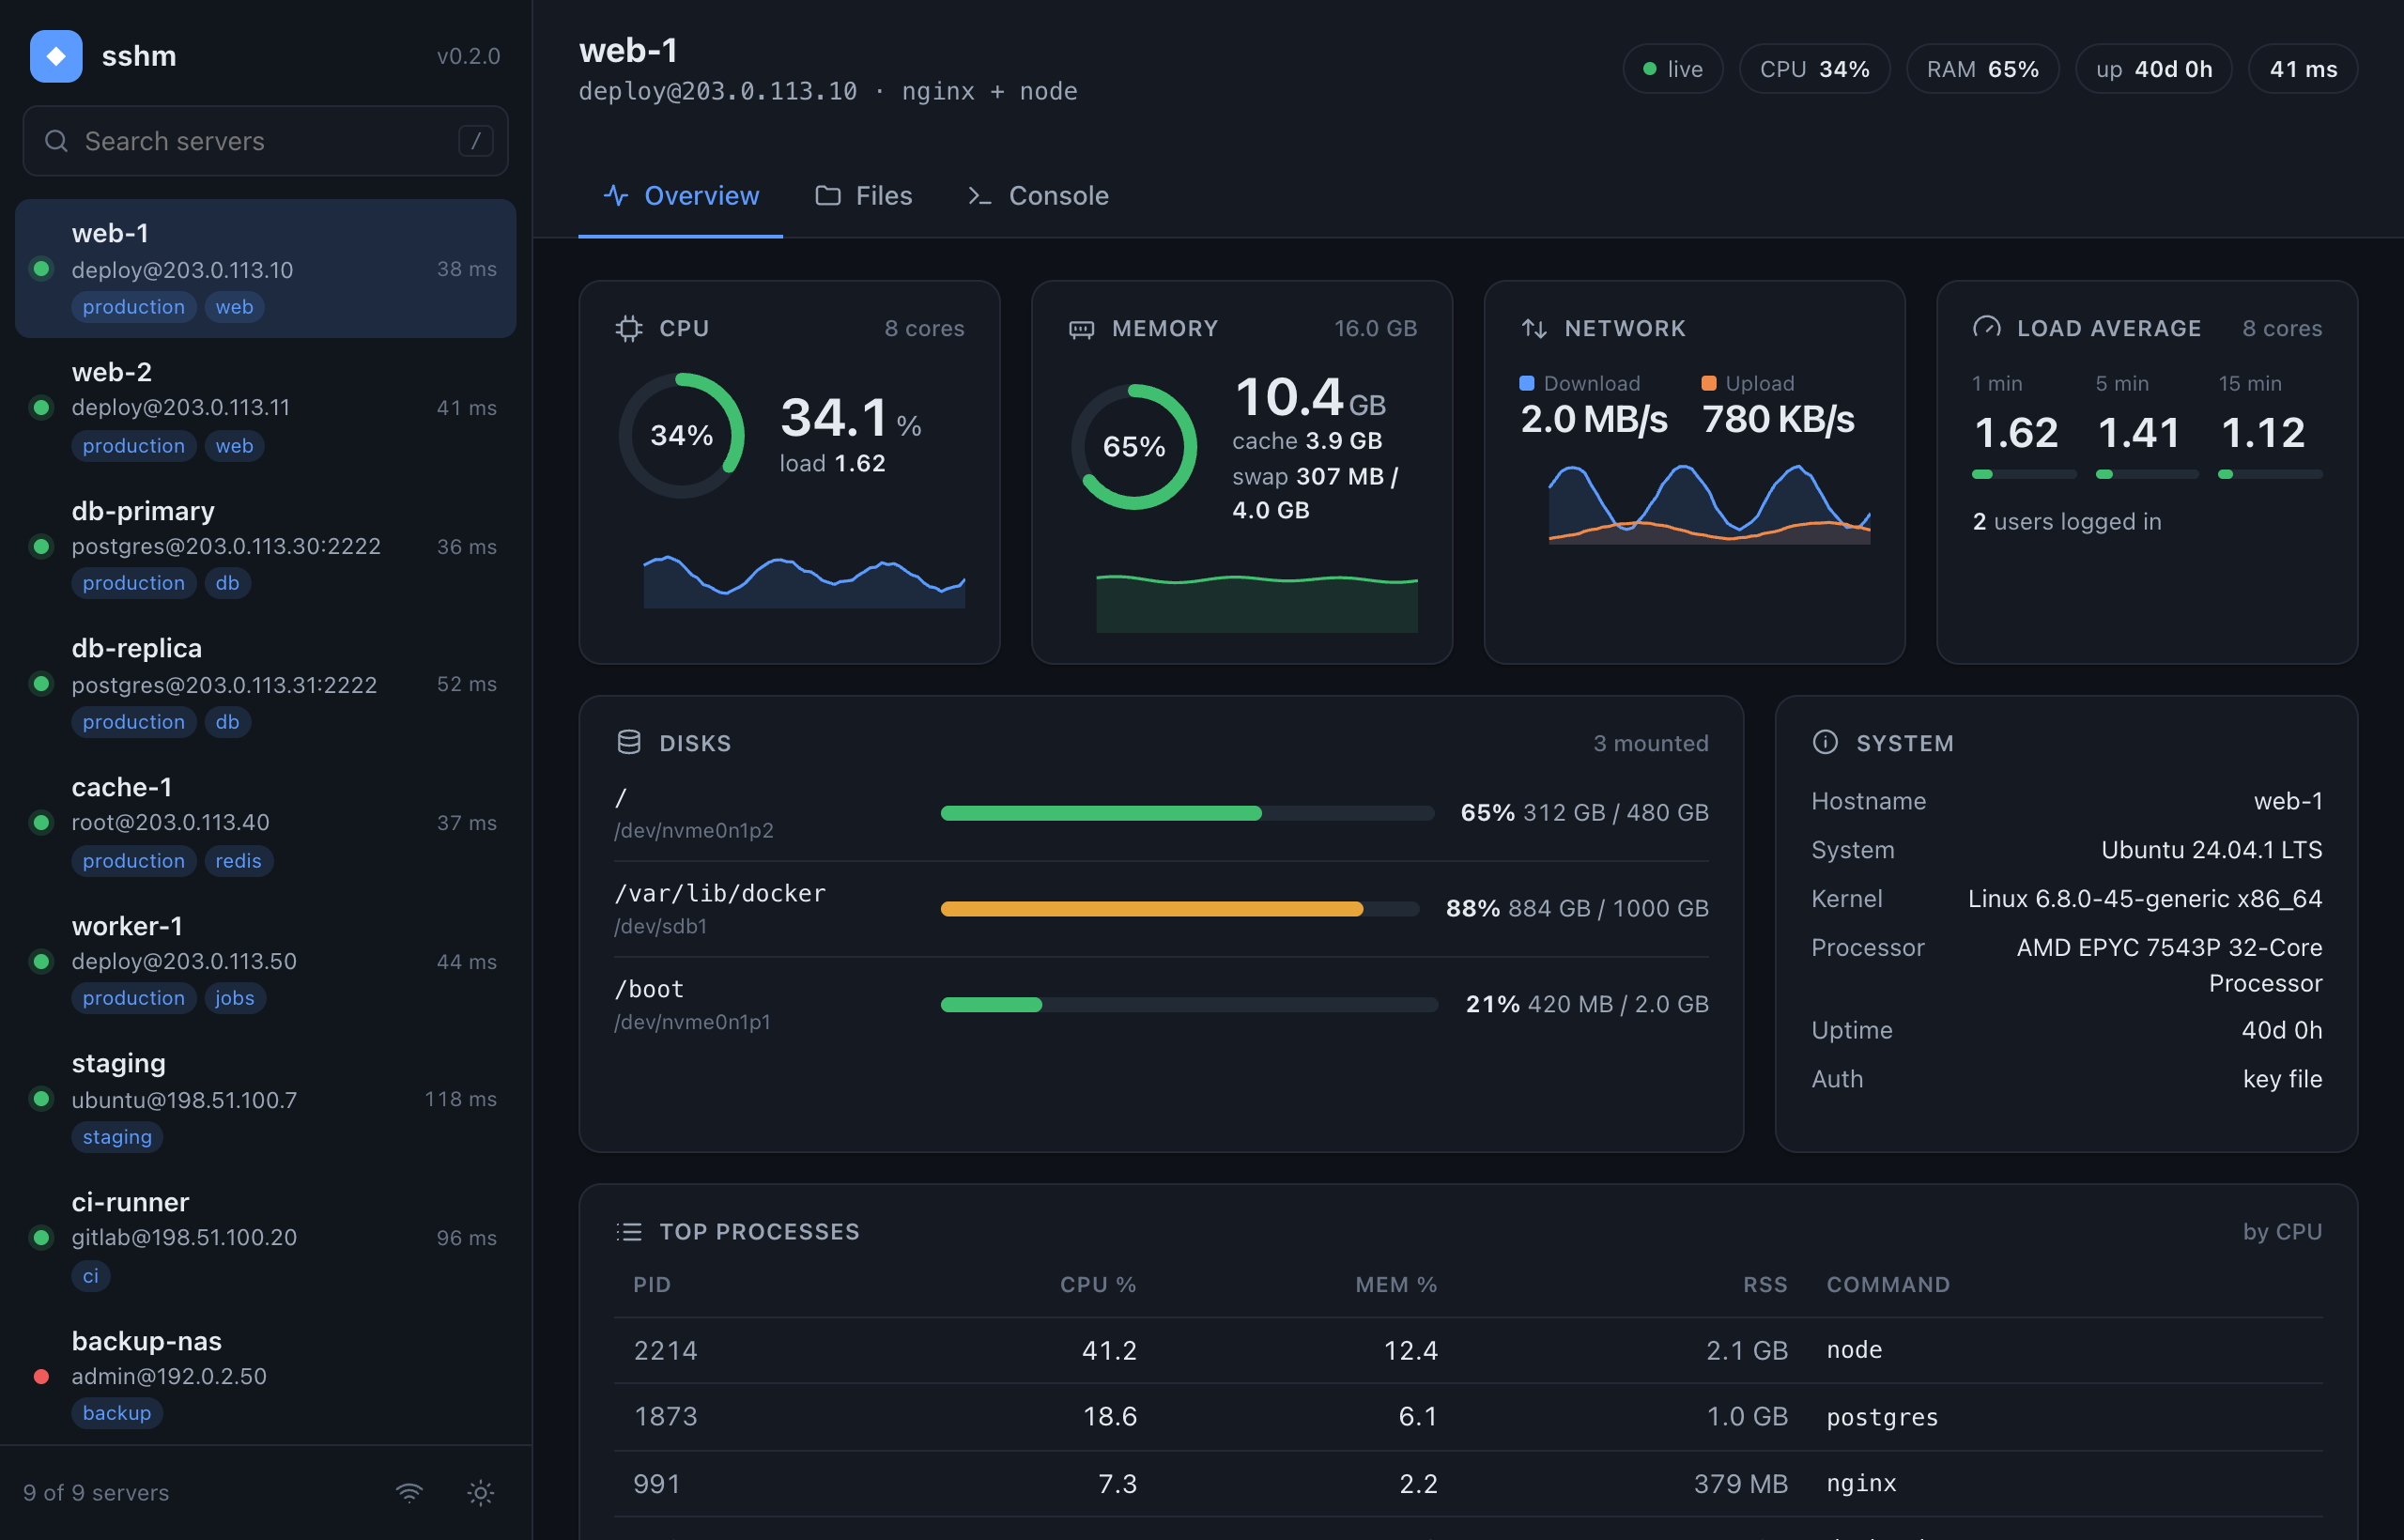 sshm
v0.2.0
Search servers
/
web-1
deploy@203.0.113.10
38 ms
production web
web-2
deploy@203.0.113.11
41 ms
production web
db-primary
postgres@203.0.113.30:2222
36 ms
production db
db-replica
postgres@203.0.113.31:2222
52 ms
production db
cache-1
root@203.0.113.40
37 ms
production redis
worker-1
deploy@203.0.113.50
44 ms
production jobs
staging
ubuntu@198.51.100.7
118 ms
staging
ci-runner
gitlab@198.51.100.20
96 ms
ci
backup-nas
admin@192.0.2.50
backup
9 of 9 servers
web-1
deploy@203.0.113.10 · nginx + node
live
CPU 34%
RAM 65%
up 40d 0h
41 ms
Overview
Files
Console
CPU
8 cores
34%
34.1 %
load 1.62
MEMORY
16.0 GB
65%
10.4 GB
cache 3.9 GB
swap 307 MB /
4.0 GB
NETWORK
Download Upload
2.0 MB/s 780 KB/s
LOAD AVERAGE
8 cores
1 min 5 min 15 min
1.62 1.41 1.12
2 users logged in
DISKS
3 mounted
/
/dev/nvme0n1p2
65% 312 GB / 480 GB
/var/lib/docker
/dev/sdb1
88% 884 GB / 1000 GB
/boot
/dev/nvme0n1p1
21% 420 MB / 2.0 GB
SYSTEM
Hostname web-1
System Ubuntu 24.04.1 LTS
Kernel Linux 6.8.0-45-generic x86_64
Processor AMD EPYC 7543P 32-Core
Processor
Uptime 40d 0h
Auth key file
TOP PROCESSES
by CPU
PID CPU % MEM % RSS COMMAND
2214 41.2 12.4 2.1 GB node
1873 18.6 6.1 1.0 GB postgres
991 7.3 2.2 379 MB nginx